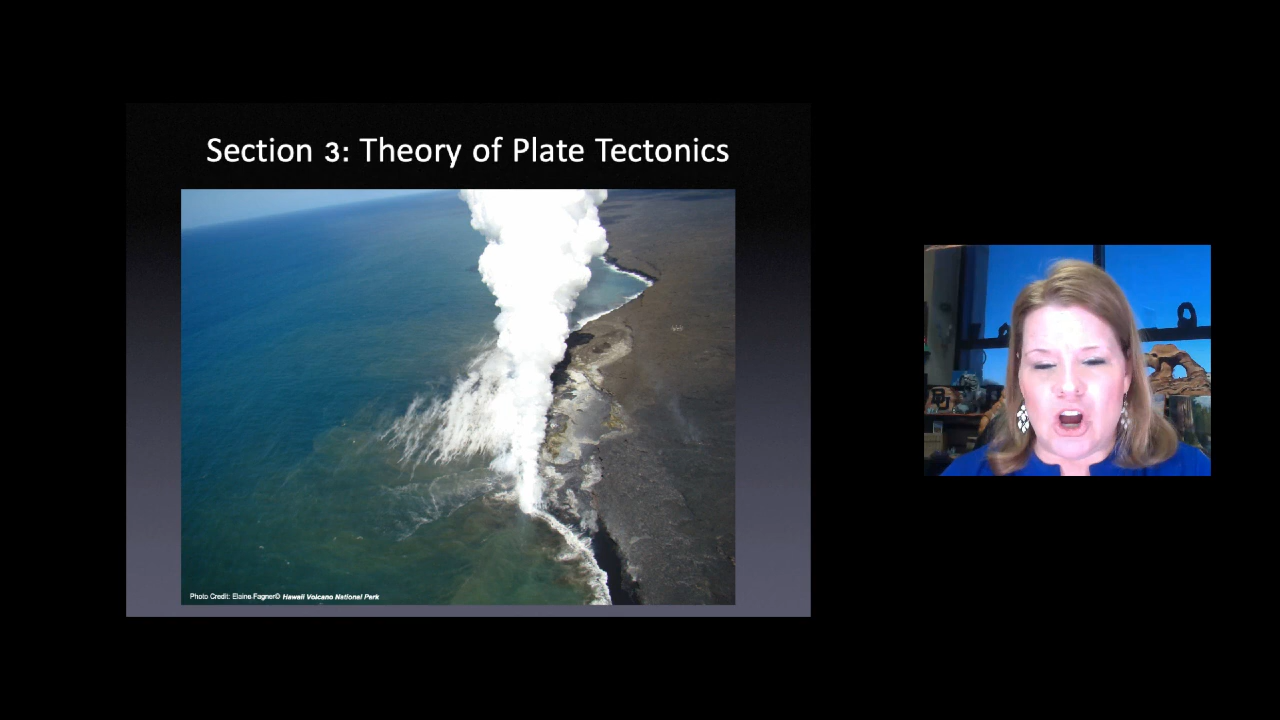 Section 3: Theory of Plate Tectonics
Photo Credit: Elaine Fagner© Hawaii Volcano National Park